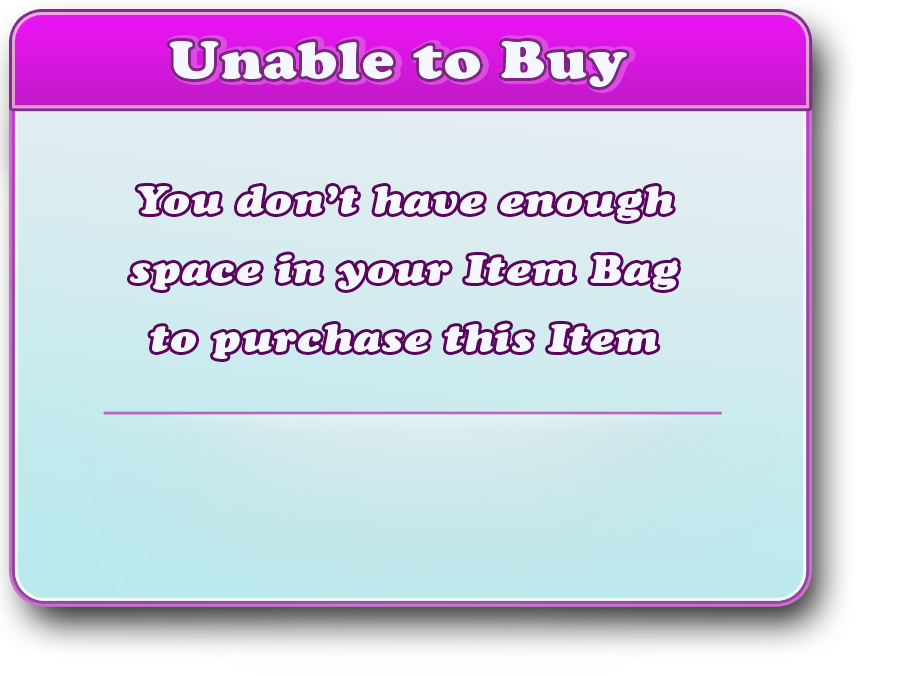 Unable to Buy
You don't have enough
space in your Item Bag
to purchase this Item